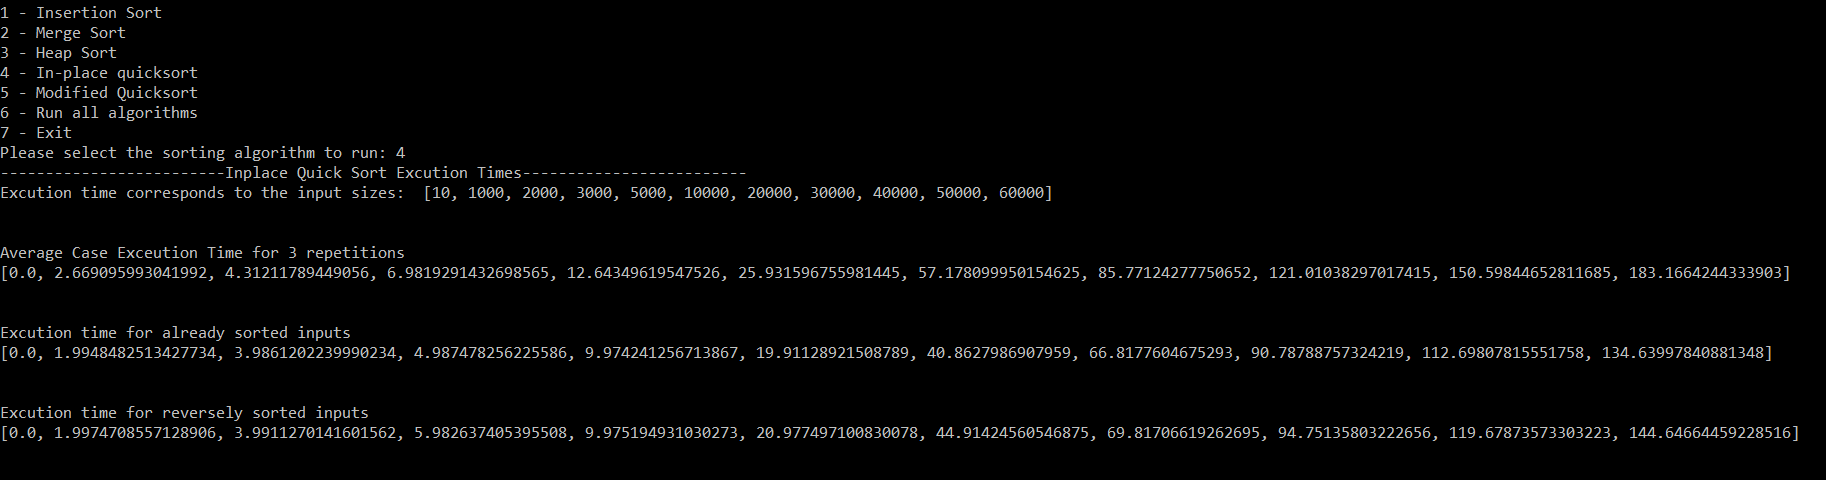 1 - Insertion Sort
2 - Merge Sort
3 - Heap Sort
4 - In-place quicksort
5 - Modified Quicksort
6 - Run all algorithms
7 - Exit
Please select the sorting algorithm to run: 4
-------------------------Inplace Quick Sort Excution Times-------------------------
Excution time corresponds to the input sizes:  [10, 1000, 2000, 3000, 5000, 10000, 20000, 30000, 40000, 50000, 60000]
Average Case Exceution Time for 3 repetitions
[0.0, 2.669095993041992, 4.31211789449056, 6.9819291432698565, 12.64349619547526, 25.931596755981445, 57.178099950154625, 85.77124277750652, 121.01038297017415, 150.59844652811685, 183.1664244333903]
Excution time for already sorted inputs
[0.0, 1.9948482513427734, 3.9861202239990234, 4.987478256225586, 9.974241256713867, 19.91128921508789, 40.8627986907959, 66.8177604675293, 90.78788757324219, 112.69807815551758, 134.63997840881348]
Excution time for reversely sorted inputs
[0.0, 1.9974708557128906, 3.9911270141601562, 5.982637405395508, 9.975194931030273, 20.977497100830078, 44.91424560546875, 69.81706619262695, 94.75135803222656, 119.67873573303223, 144.64664459228516]